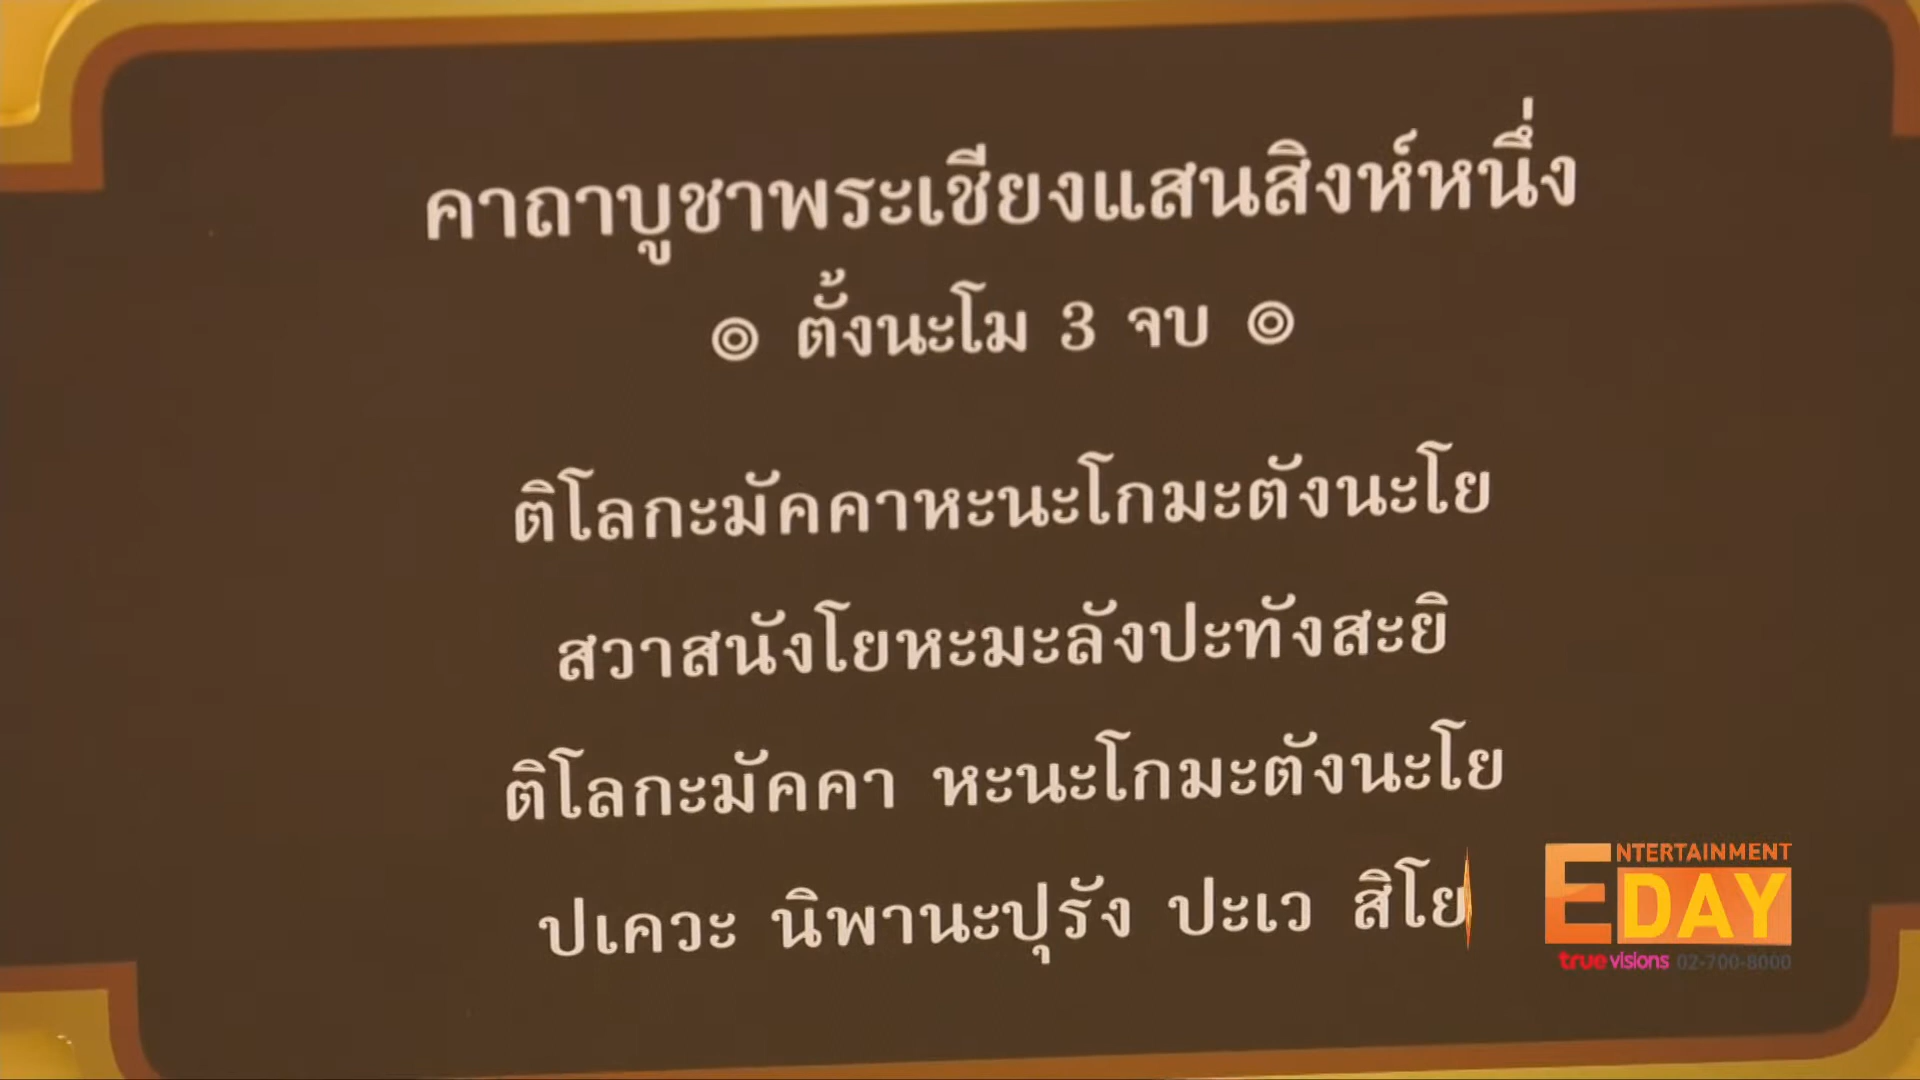 คาถาบูชาพระเชียงแสนสิงห์หนึ่ง
๏ ตั้งนะโม 3 จบ ๏
ติโลกะมัคคาหะนะโกมะตังนะโย
สวาสนังโยหะมะลังปะทังสะยิ
ติโลกะมัคคา หะนะโกมะตังนะโย
ปเควะ นิพานะปุรัง ปะเว สิโย
ENTERTAINMENT
DAY
truevisions 02-700-8000